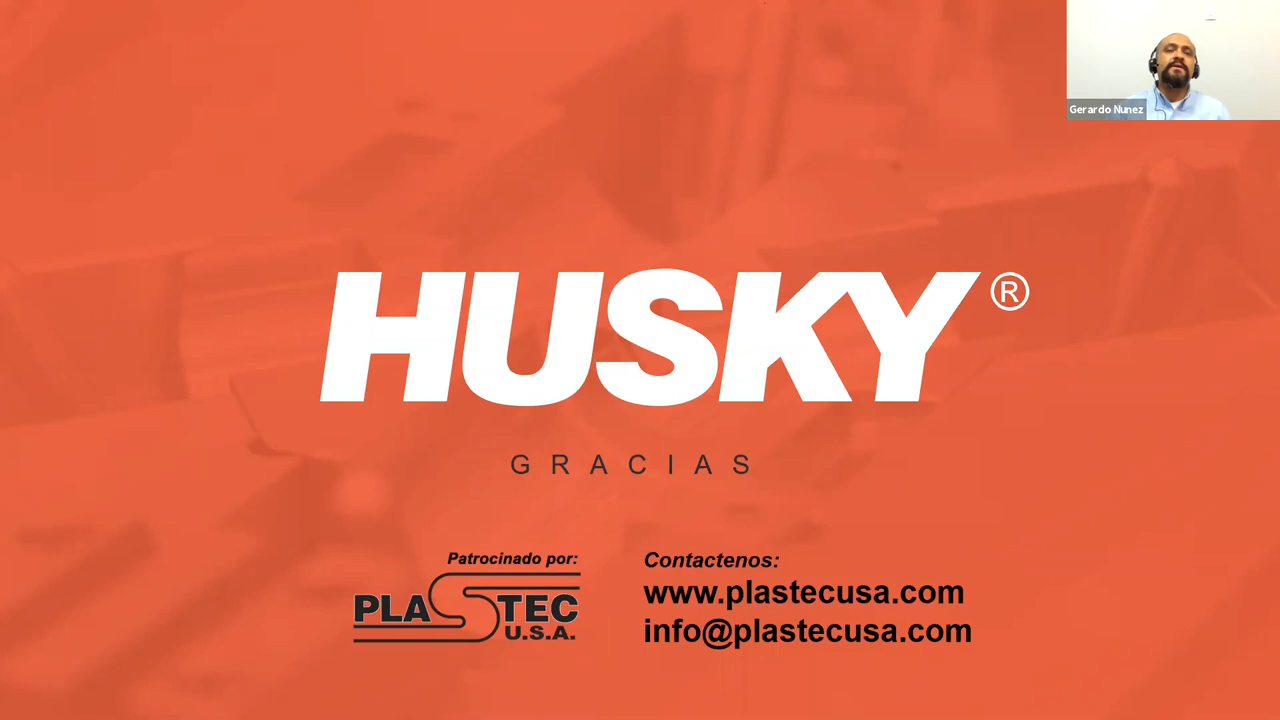 Gerardo Nunez
HUSKY®
GRACIAS
Patrocinado por:
PLASTEC
U.S.A.
Contactenos:
www.plastecusa.com
info@plastecusa.com